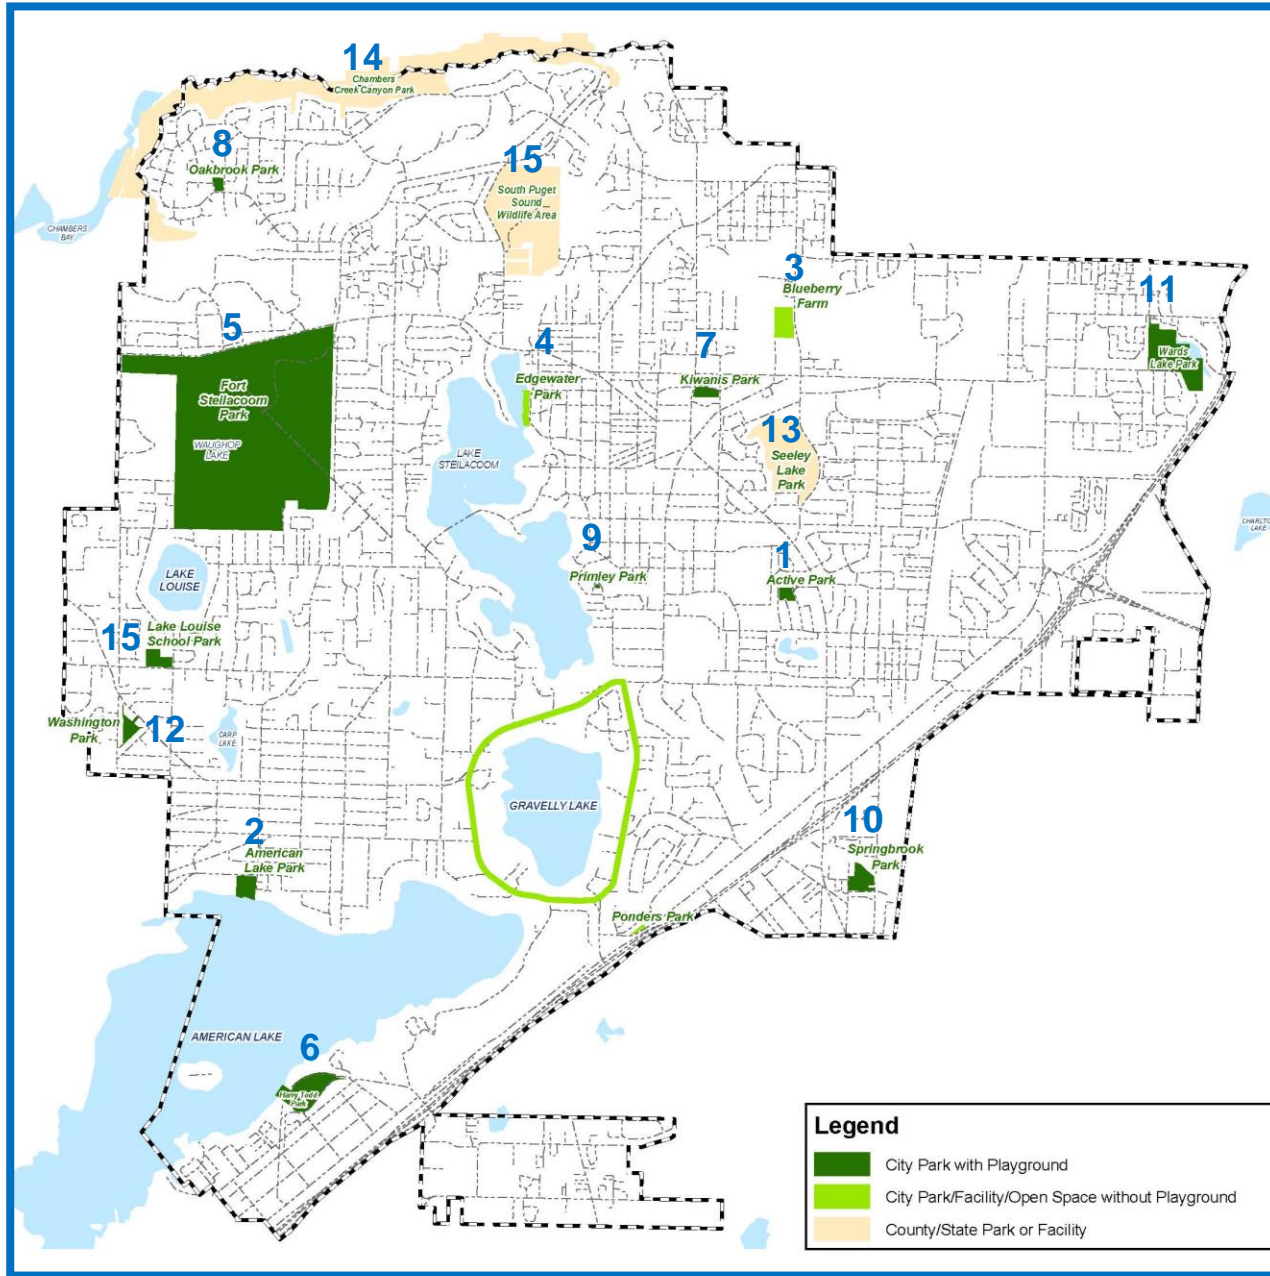 14
Chambers
Creek Canyon Park
8
Oakbrook Park
15
South Puget
Sound
Wildlife Area
CHAMBERS
BAY
3
Blueberry
Farm
11
Wards
Lake Park
5
Fort
Steilacoom
Park
WAUGHOP
LAKE
4
Edgewater
Park
7
Kiwanis Park
LAKE
STEILACOOM
13
Seeley
Lake
Park
CHARLTON
LAKE
9
Primley Park
1
Active Park
LAKE
LOUISE
15
Lake Louise
School Park
Washington
Park
12
CARP
LAKE
GRAVELLY LAKE
2
American
Lake Park
10
Springbrook
Park
Ponders Park
AMERICAN LAKE
6
Harry Todd
Park
Legend
City Park with Playground
City Park/Facility/Open Space without Playground
County/State Park or Facility